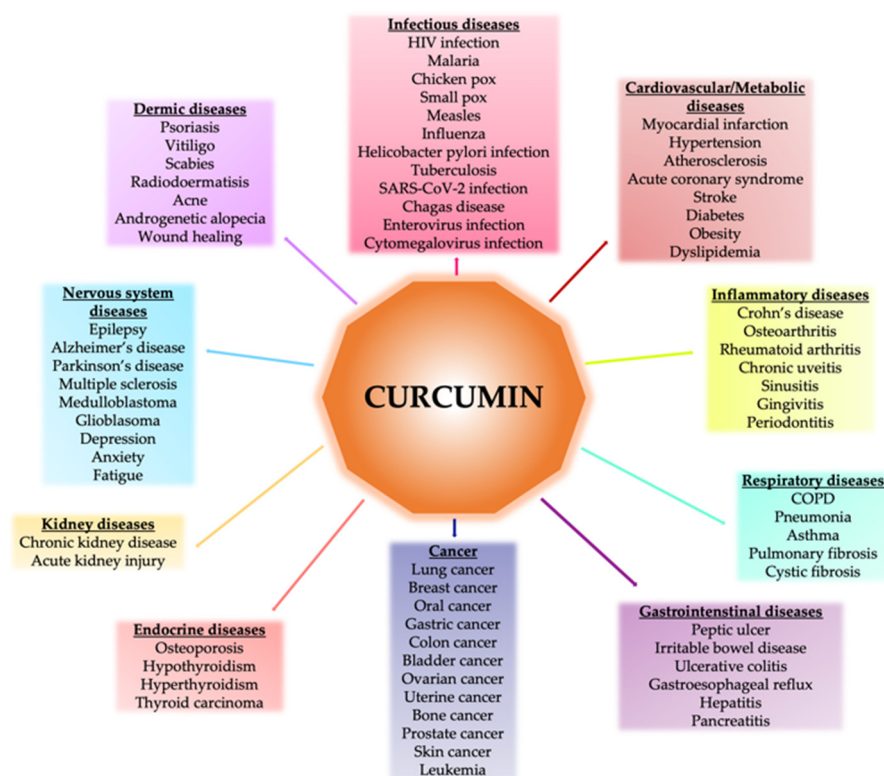 Infectious diseases
HIV infection
Malaria
Chicken pox
Small pox
Measles
Influenza
Helicobacter pylori infection
Tuberculosis
SARS-CoV-2 infection
Chagas disease
Enterovirus infection
Cytomegalovirus infection
Dermic diseases
Psoriasis
Vitiligo
Scabies
Radiodoermatisis
Acne
Androgenetic alopecia
Wound healing
Cardiovascular/Metabolic
diseases
Myocardial infarction
Hypertension
Atherosclerosis
Acute coronary syndrome
Stroke
Diabetes
Obesity
Dyslipidemia
Nervous system
diseases
Epilepsy
Alzheimer's disease
Parkinson's disease
Multiple sclerosis
Medulloblastoma
Glioblasoma
Depression
Anxiety
Fatigue
CURCUMIN
Inflammatory diseases
Crohn's disease
Osteoarthritis
Rheumatoid arthritis
Chronic uveitis
Sinusitis
Gingivitis
Periodontitis
Kidney diseases
Chronic kidney disease
Acute kidney injury
Respiratory diseases
COPD
Pneumonia
Asthma
Pulmonary fibrosis
Cystic fibrosis
Endocrine diseases
Osteoporosis
Hypothyroidism
Hyperthyroidism
Thyroid carcinoma
Cancer
Lung cancer
Breast cancer
Oral cancer
Gastric cancer
Colon cancer
Bladder cancer
Ovarian cancer
Uterine cancer
Bone cancer
Prostate cancer
Skin cancer
Leukemia
Gastrointenstinal diseases
Peptic ulcer
Irritable bowel disease
Ulcerative colitis
Gastroesophageal reflux
Hepatitis
Pancreatitis